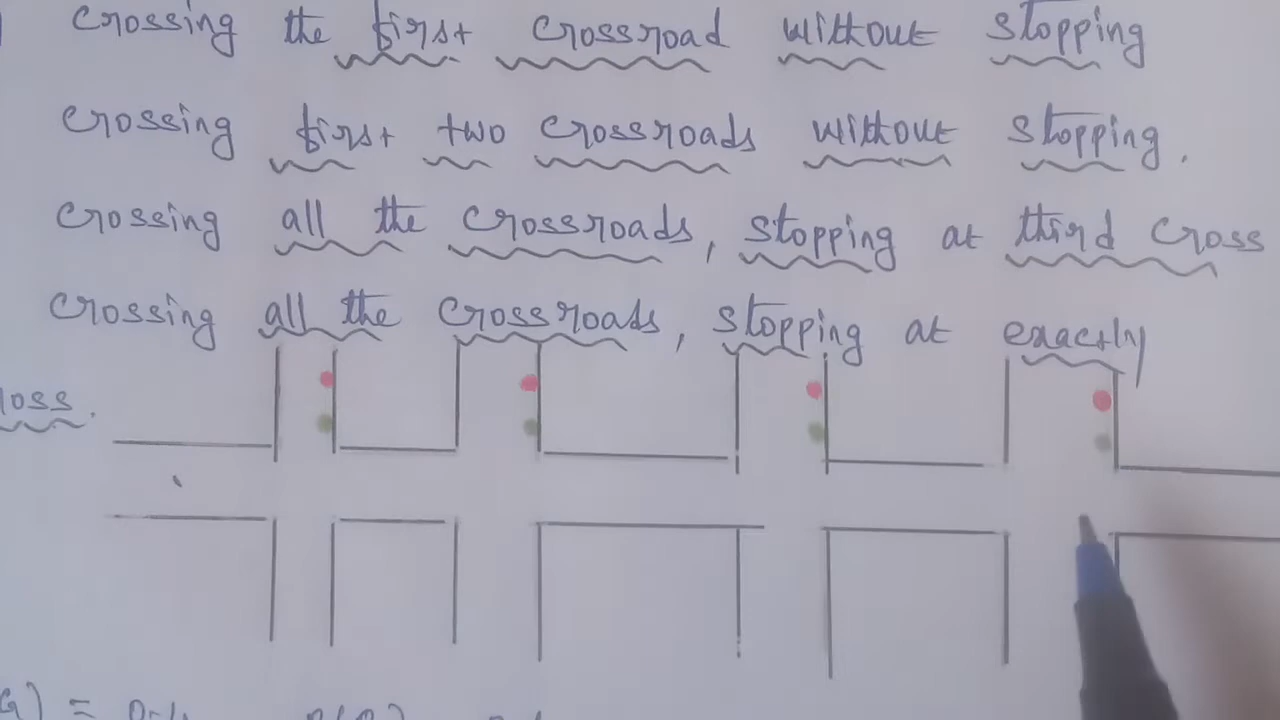 crossing the first crossroad without stopping
crossing first two crossroads without stopping.
crossing all the crossroads, stopping at third cross
crossing all the crossroads, stopping at exactly
oss.
) =